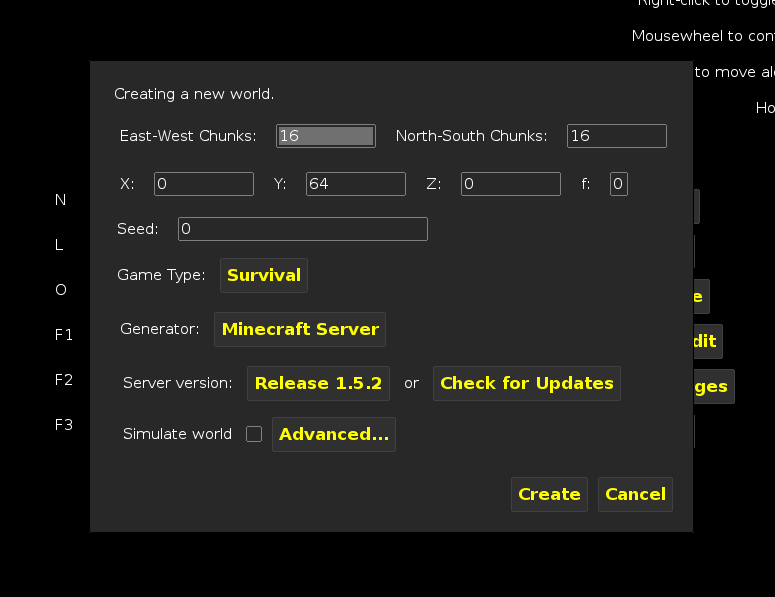 Right-click to toggle
Mousewheel to con
to move al
Ho
Creating a new world.
East-West Chunks: 16 North-South Chunks: 16
X: 0 Y: 64 Z: 0 f: 0
N
Seed: 0
L
Game Type: Survival
O
e
F1
Generator: Minecraft Server
dit
F2
Server version: Release 1.5.2 or Check for Updates
ges
F3
Simulate world Advanced...
Create Cancel